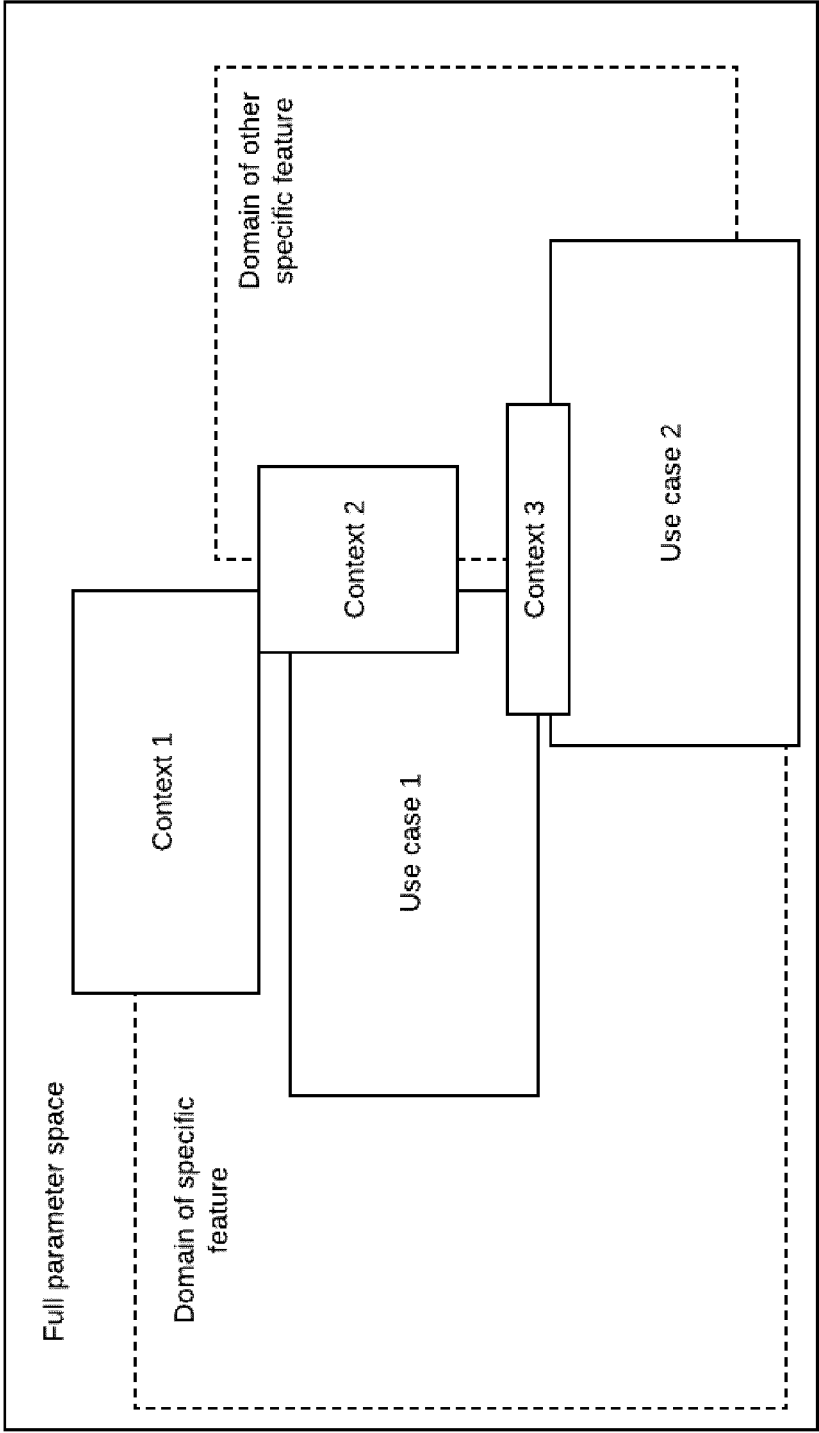 Full parameter space
Domain of specific
feature
Context 1
Use case 1
Context 2
Context 3
Use case 2
Domain of other
specific feature